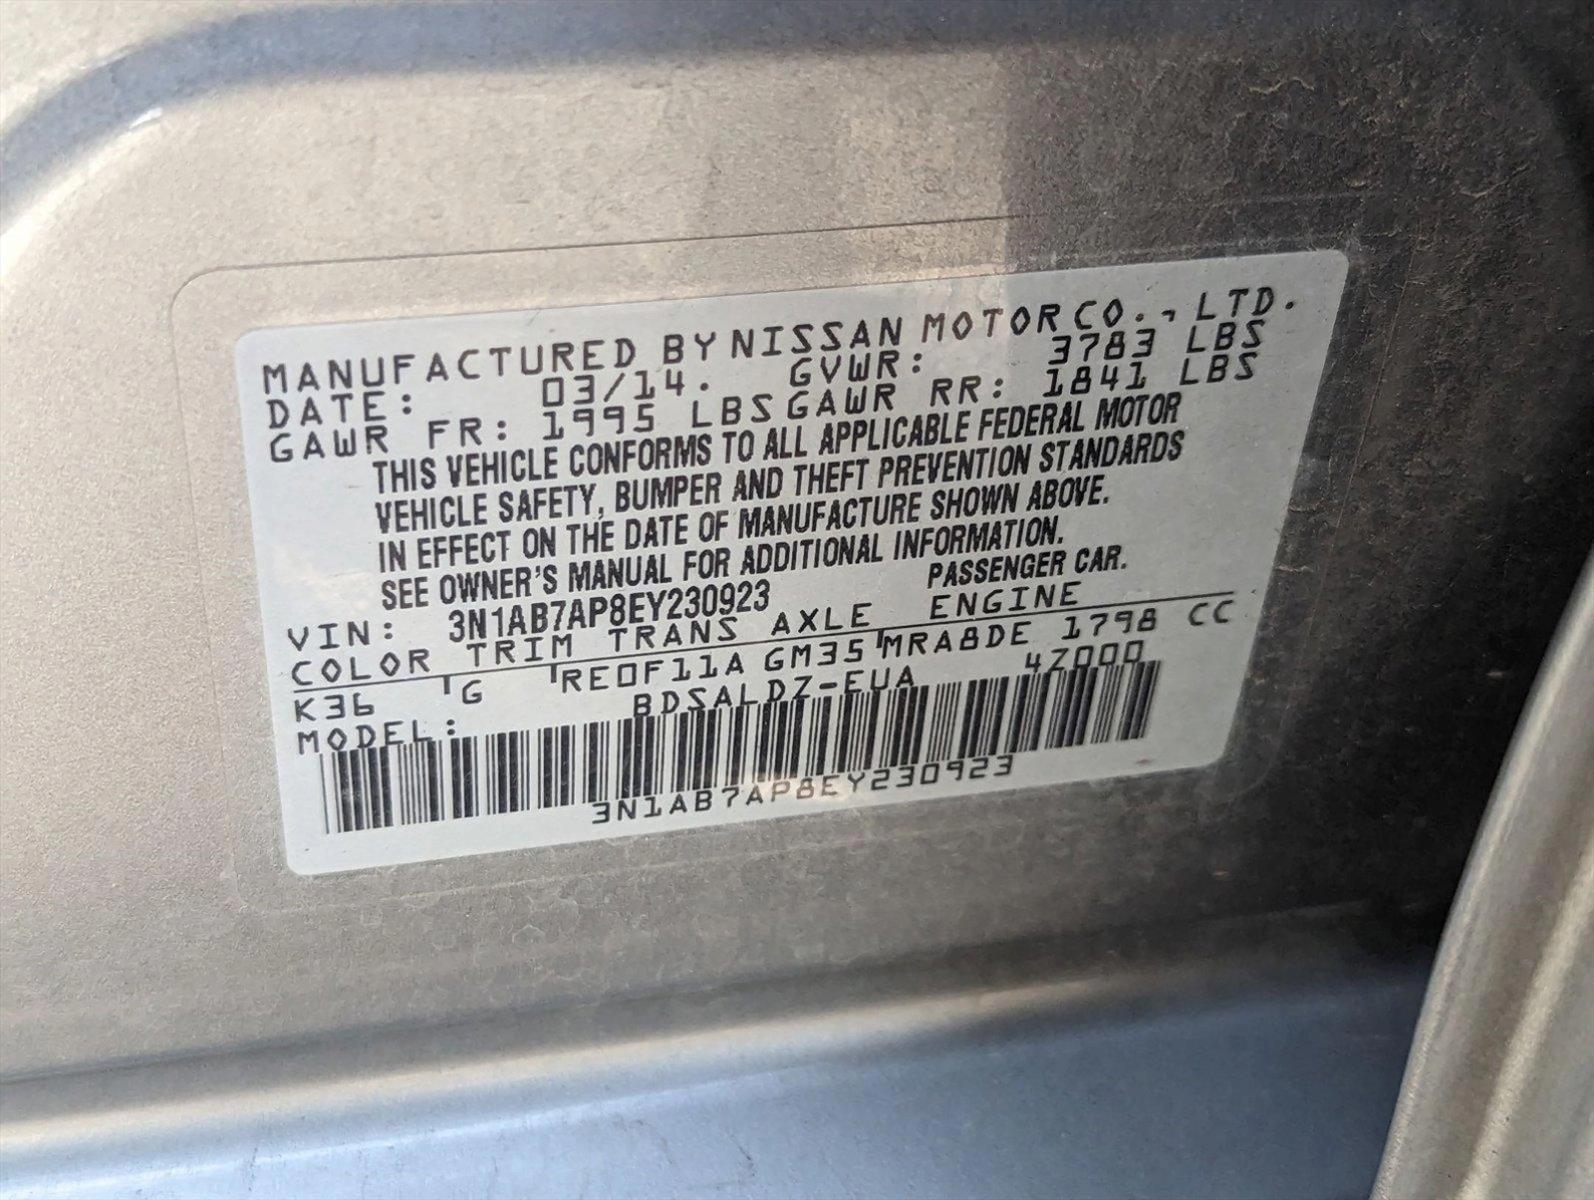 MANUFACTURED BY NISSAN MOTOR CO., LTD.
DATE: 03/14. GVWR: 3783 LBS
GAWR FR: 1995 LBS GAWR RR: 1841 LBS
THIS VEHICLE CONFORMS TO ALL APPLICABLE FEDERAL MOTOR
VEHICLE SAFETY, BUMPER AND THEFT PREVENTION STANDARDS
IN EFFECT ON THE DATE OF MANUFACTURE SHOWN ABOVE.
SEE OWNER'S MANUAL FOR ADDITIONAL INFORMATION.
VIN: 3N1AB7AP8EY230923 PASSENGER CAR.
COLOR TRIM TRANS AXLE ENGINE
K36 G RE0F11A GM35 MRA8DE 1798 CC
MODEL: BDSALDZ-EUA 4Z000
3N1AB7AP8EY230923